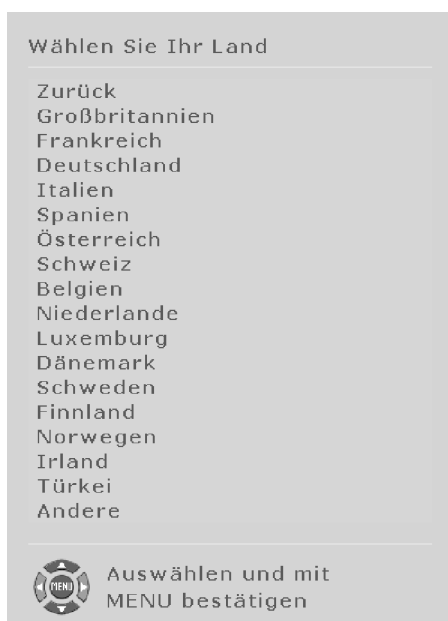 Wählen Sie Ihr Land
Zurück
Großbritannien
Frankreich
Deutschland
Italien
Spanien
Österreich
Schweiz
Belgien
Niederlande
Luxemburg
Dänemark
Schweden
Finnland
Norwegen
Irland
Türkei
Andere
MENU
Auswählen und mit
MENU bestätigen